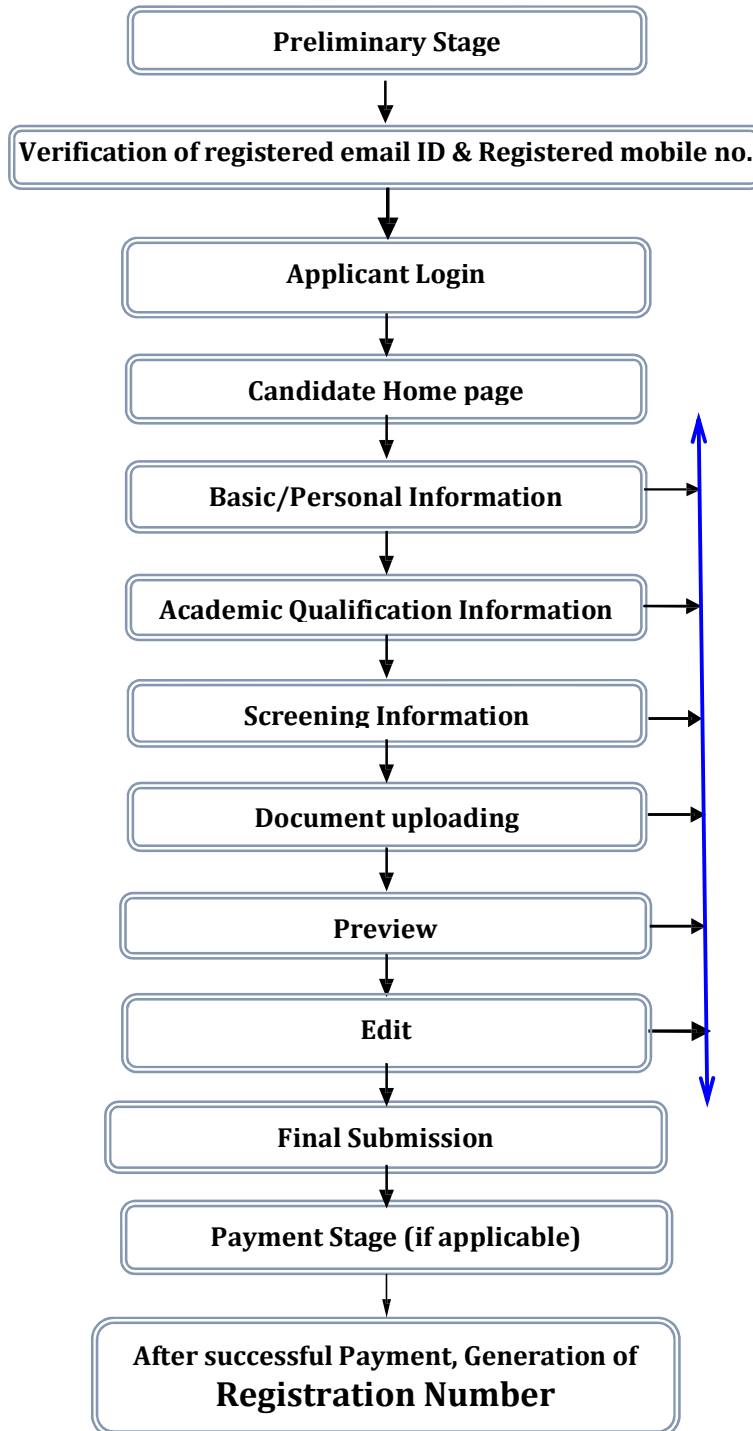 Preliminary Stage
Verification of registered email ID & Registered mobile no.
Applicant Login
Candidate Home page
Basic/Personal Information
Academic Qualification Information
Screening Information
Document uploading
Preview
Edit
Final Submission
Payment Stage (if applicable)
After successful Payment, Generation of
Registration Number